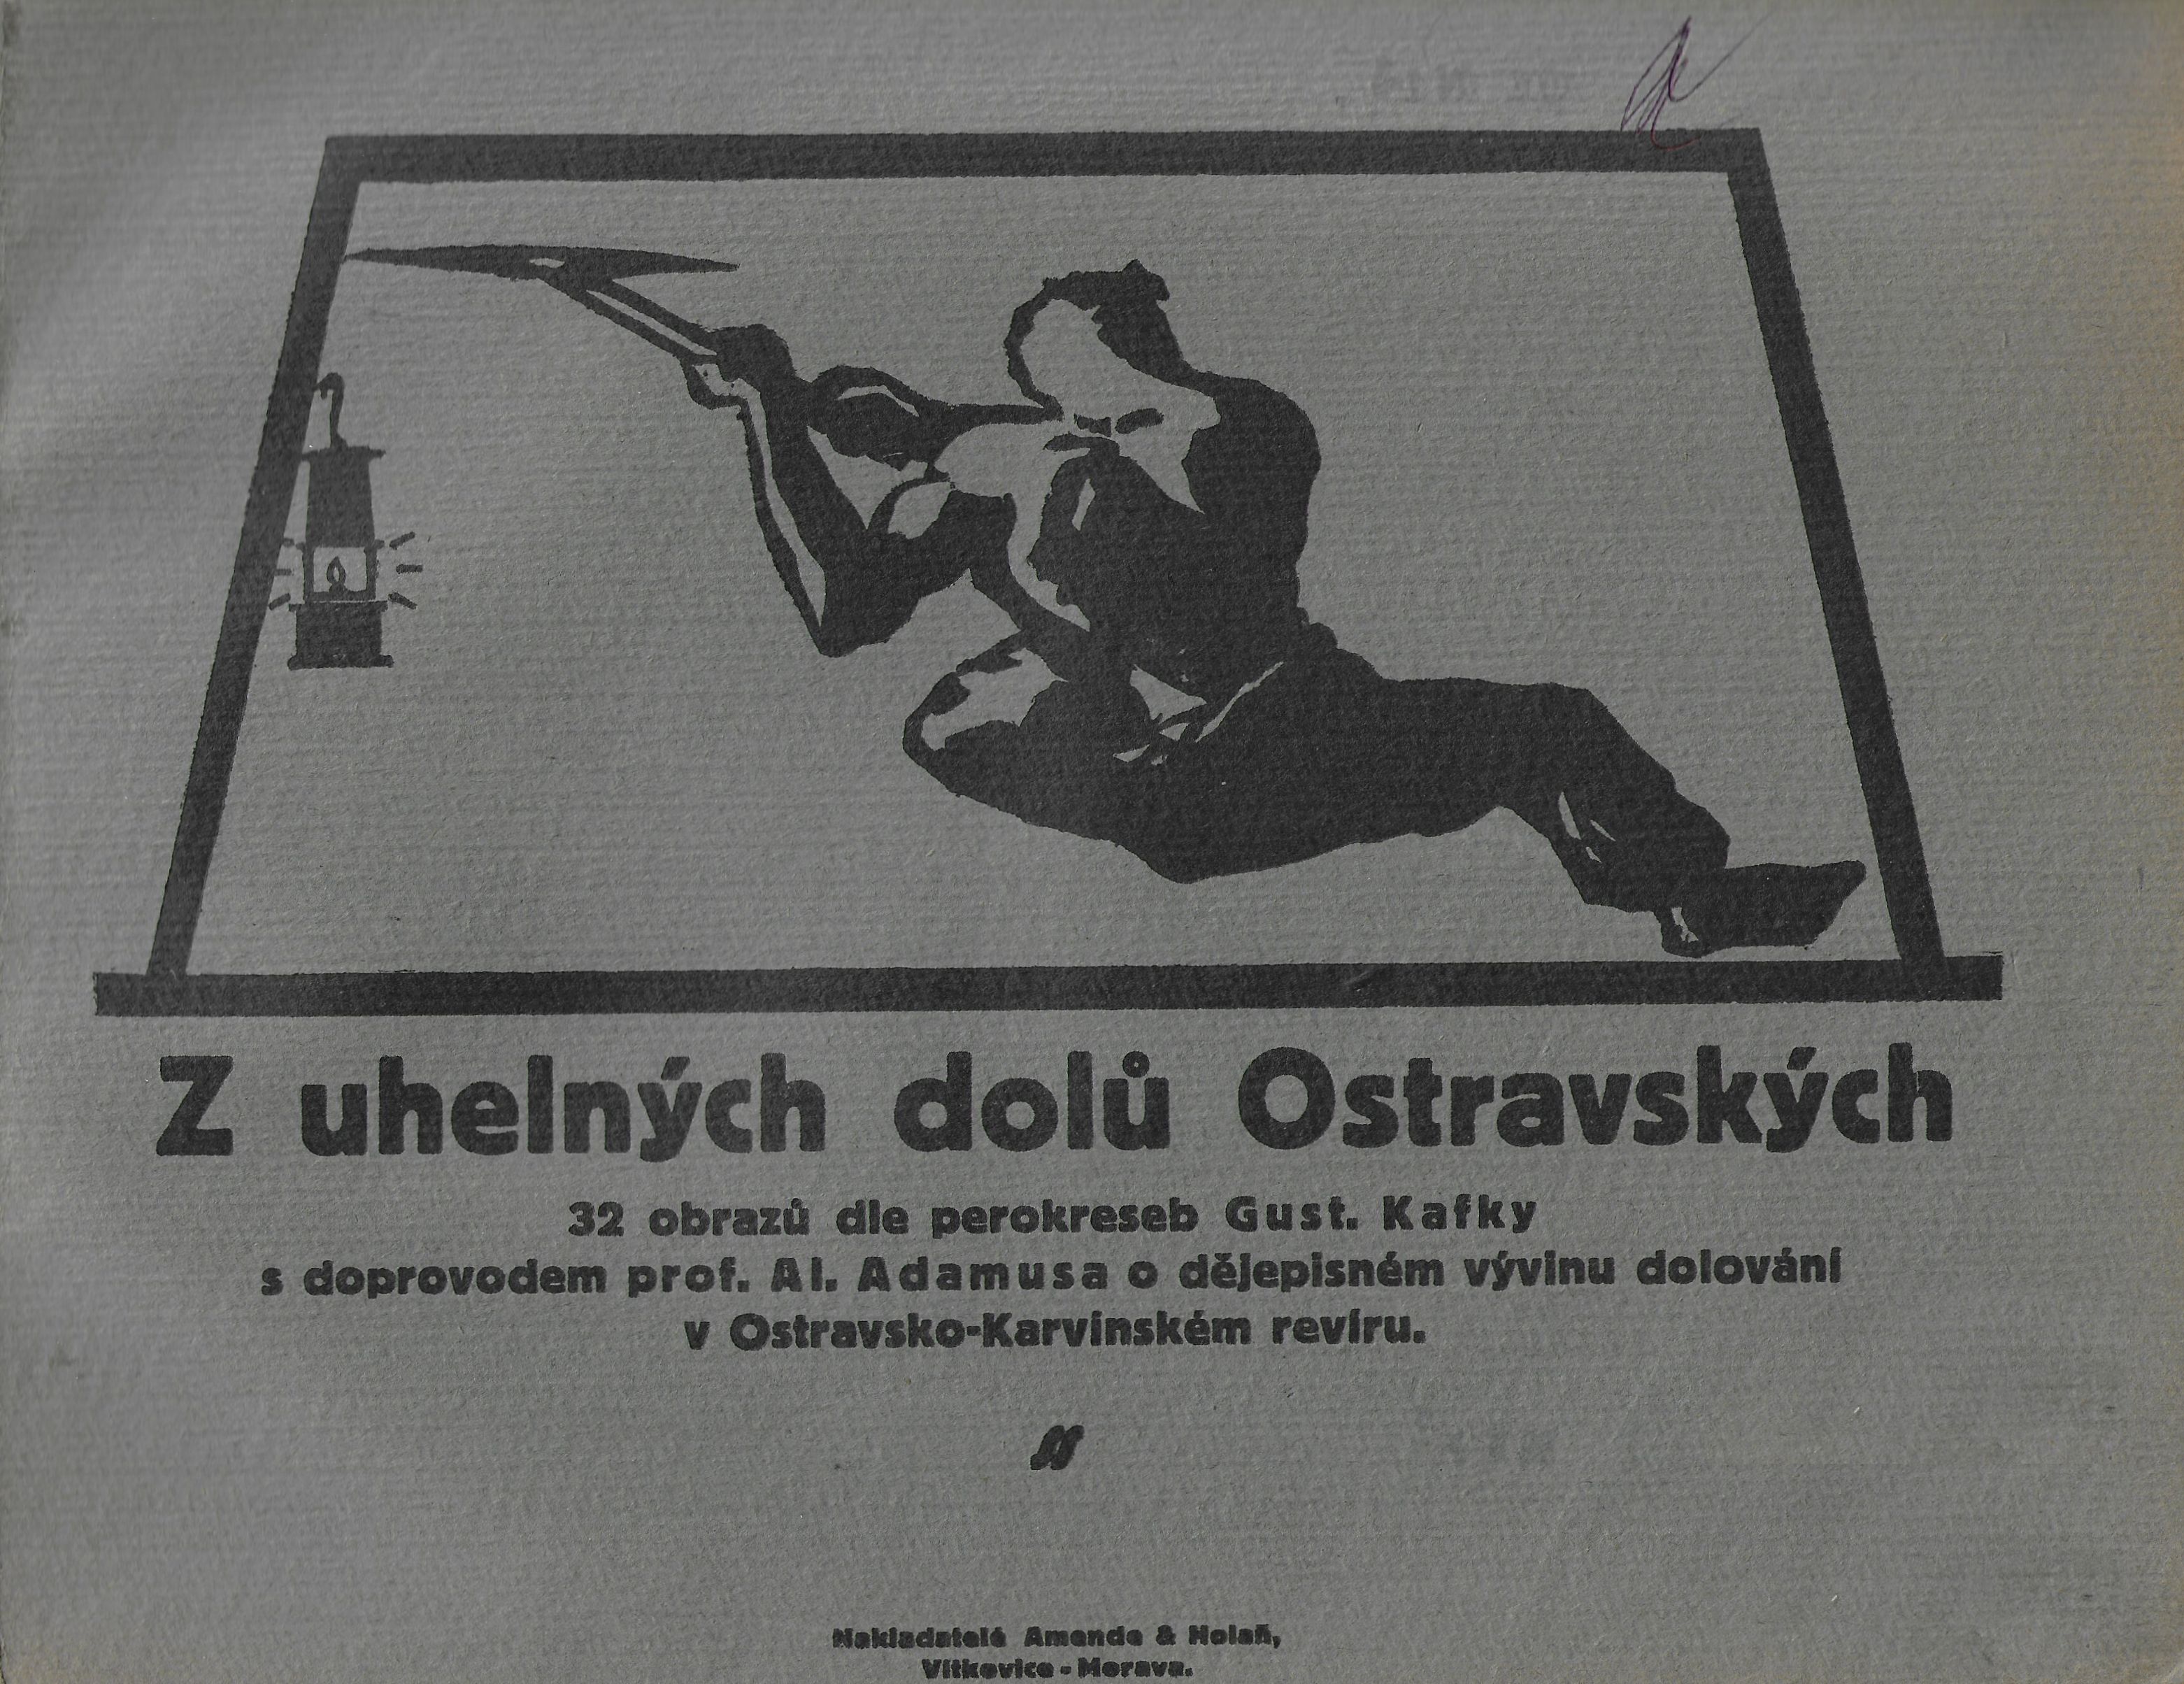 Z uhelných dolů Ostravských
32 obrazů dle perokreseb Gust. Kafky
s doprovodem prof. Al. Adamusa o dějepisném vývinu dolování
v Ostravsko-Karvinském revíru.
Nakladatelé Amende & Holaň,
Vítkovice - Morava.